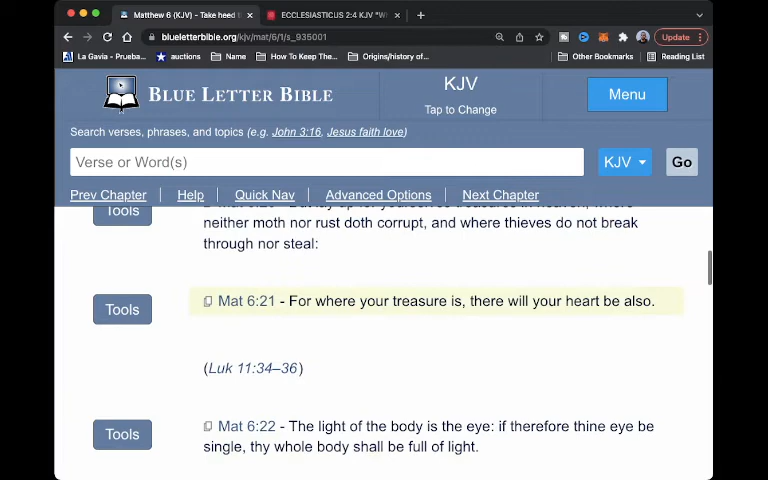 Matthew 6 (KJV) - Take heed t
ECCLESIASTICUS 2:4 KJV "W
blueletterbible.org/kjv/mat/6/1/s_935001
Update
La Gavia - Prueba...
auctions
Name
How To Keep The...
Origins/history of...
Other Bookmarks
Reading List
BLUE LETTER BIBLE
KJV
Tap to Change
Menu
Search verses, phrases, and topics (e.g. John 3:16, Jesus faith love)
Verse or Word(s)
KJV
Go
Prev Chapter
Help
Quick Nav
Advanced Options
Next Chapter
Tools
neither moth nor rust doth corrupt, and where thieves do not break
through nor steal:
Tools
Mat 6:21 - For where your treasure is, there will your heart be also.
(Luk 11:34–36)
Tools
Mat 6:22 - The light of the body is the eye: if therefore thine eye be
single, thy whole body shall be full of light.